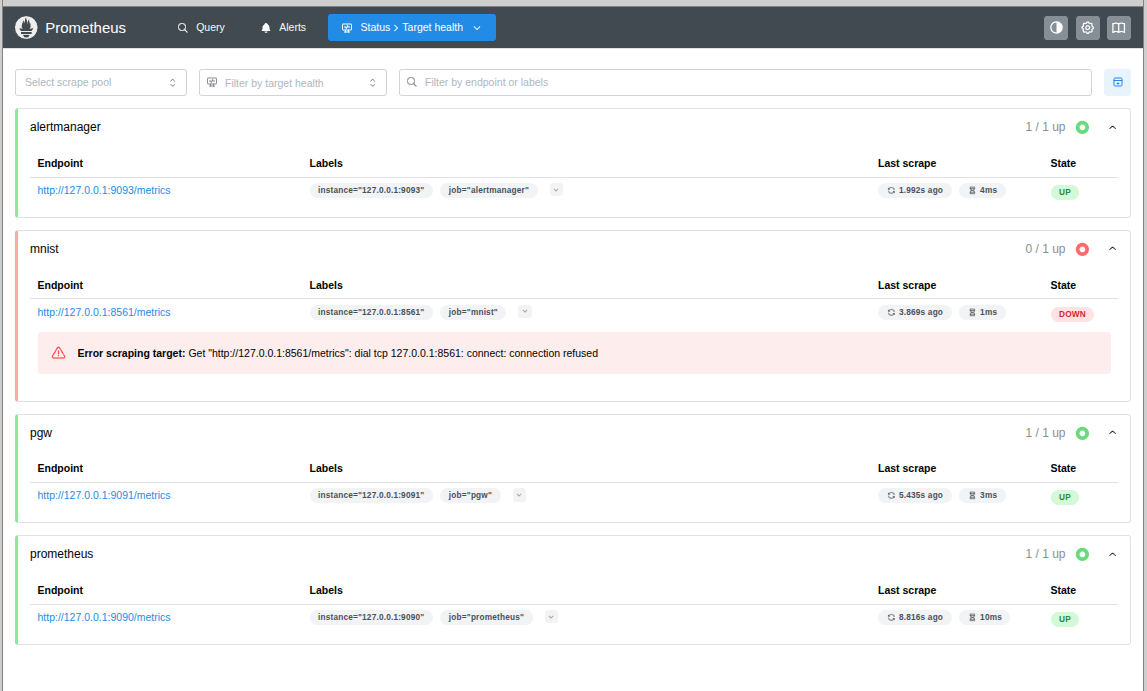 Prometheus Query Alerts Status > Target health
Select scrape pool Filter by target health Filter by endpoint or labels
alertmanager 1 / 1 up
Endpoint Labels Last scrape State
http://127.0.0.1:9093/metrics instance="127.0.0.1:9093" job="alertmanager" 1.992s ago 4ms UP
mnist 0 / 1 up
Endpoint Labels Last scrape State
http://127.0.0.1:8561/metrics instance="127.0.0.1:8561" job="mnist" 3.869s ago 1ms DOWN
Error scraping target: Get "http://127.0.0.1:8561/metrics": dial tcp 127.0.0.1:8561: connect: connection refused
pgw 1 / 1 up
Endpoint Labels Last scrape State
http://127.0.0.1:9091/metrics instance="127.0.0.1:9091" job="pgw" 5.435s ago 3ms UP
prometheus 1 / 1 up
Endpoint Labels Last scrape State
http://127.0.0.1:9090/metrics instance="127.0.0.1:9090" job="prometheus" 8.816s ago 10ms UP